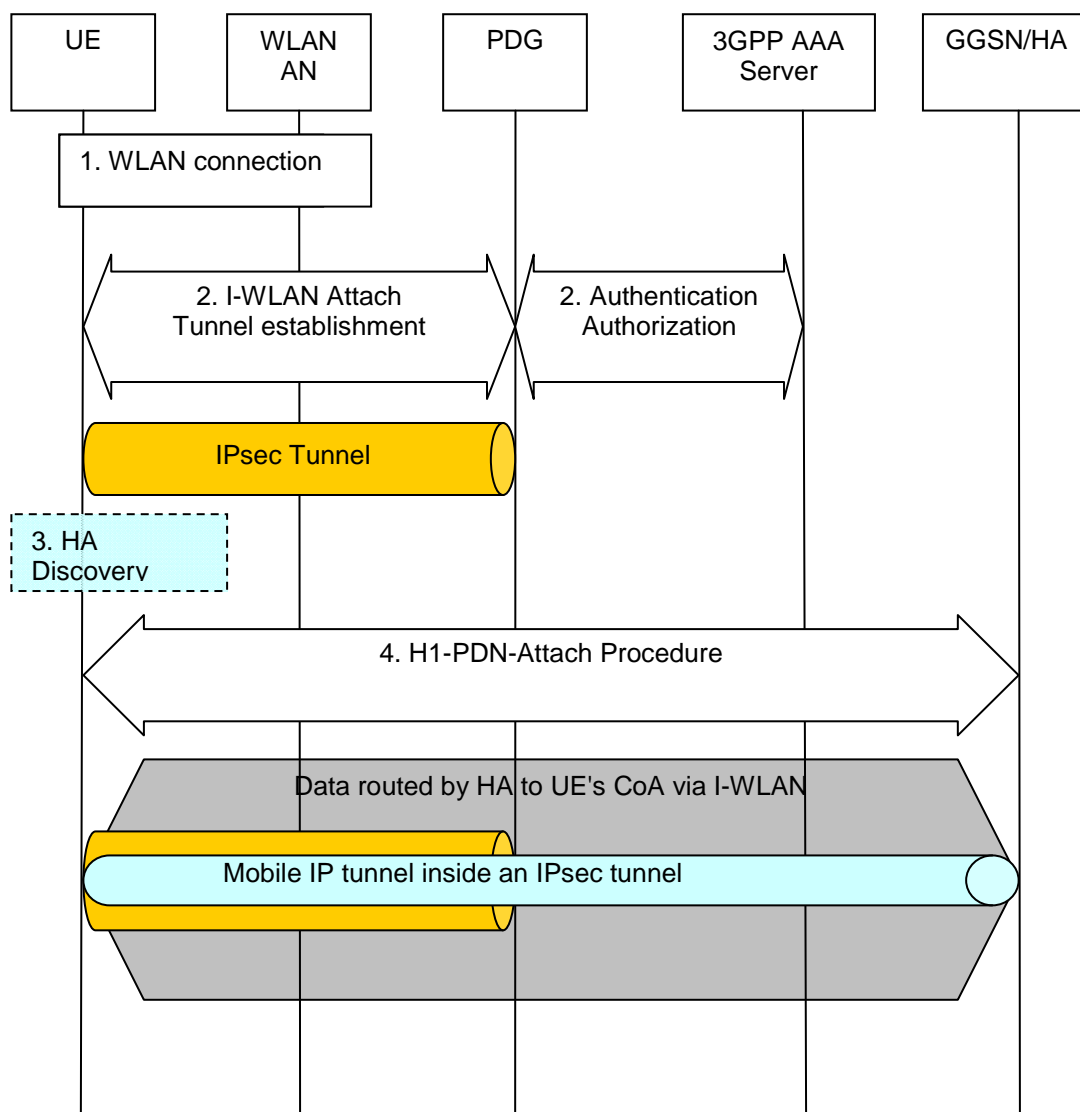 UE
WLAN
AN
PDG
3GPP AAA
Server
GGSN/HA
1. WLAN connection
2. I-WLAN Attach
Tunnel establishment
2. Authentication
Authorization
IPsec Tunnel
3. HA
Discovery
4. H1-PDN-Attach Procedure
Data routed by HA to UE's CoA via I-WLAN
Mobile IP tunnel inside an IPsec tunnel